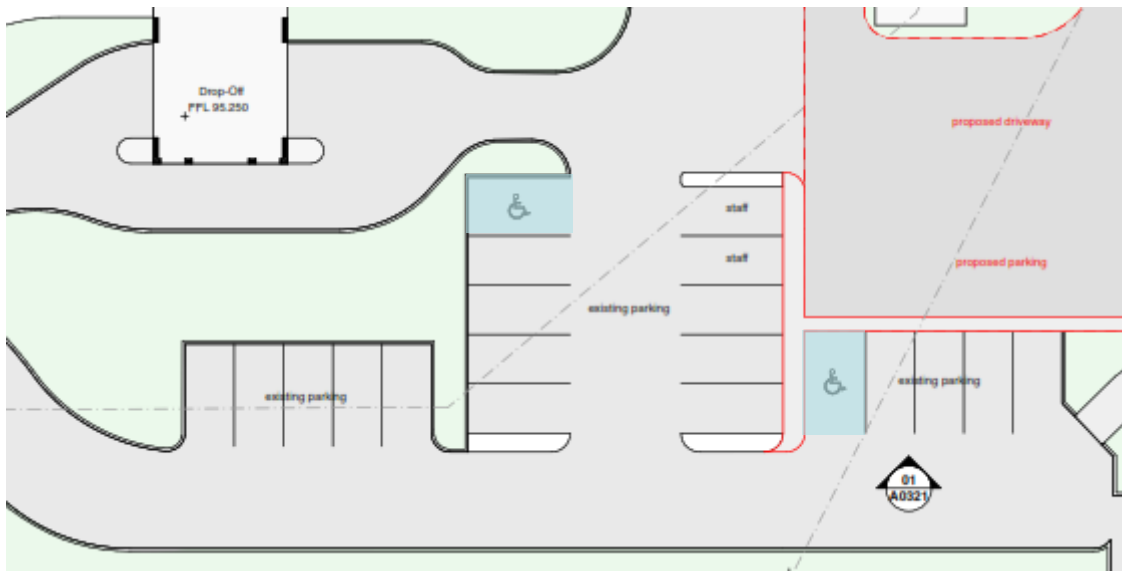 Drop-Off
FFL 95.250
proposed driveway
staff
staff
proposed parking
existing parking
existing parking
existing parking
01
A0321